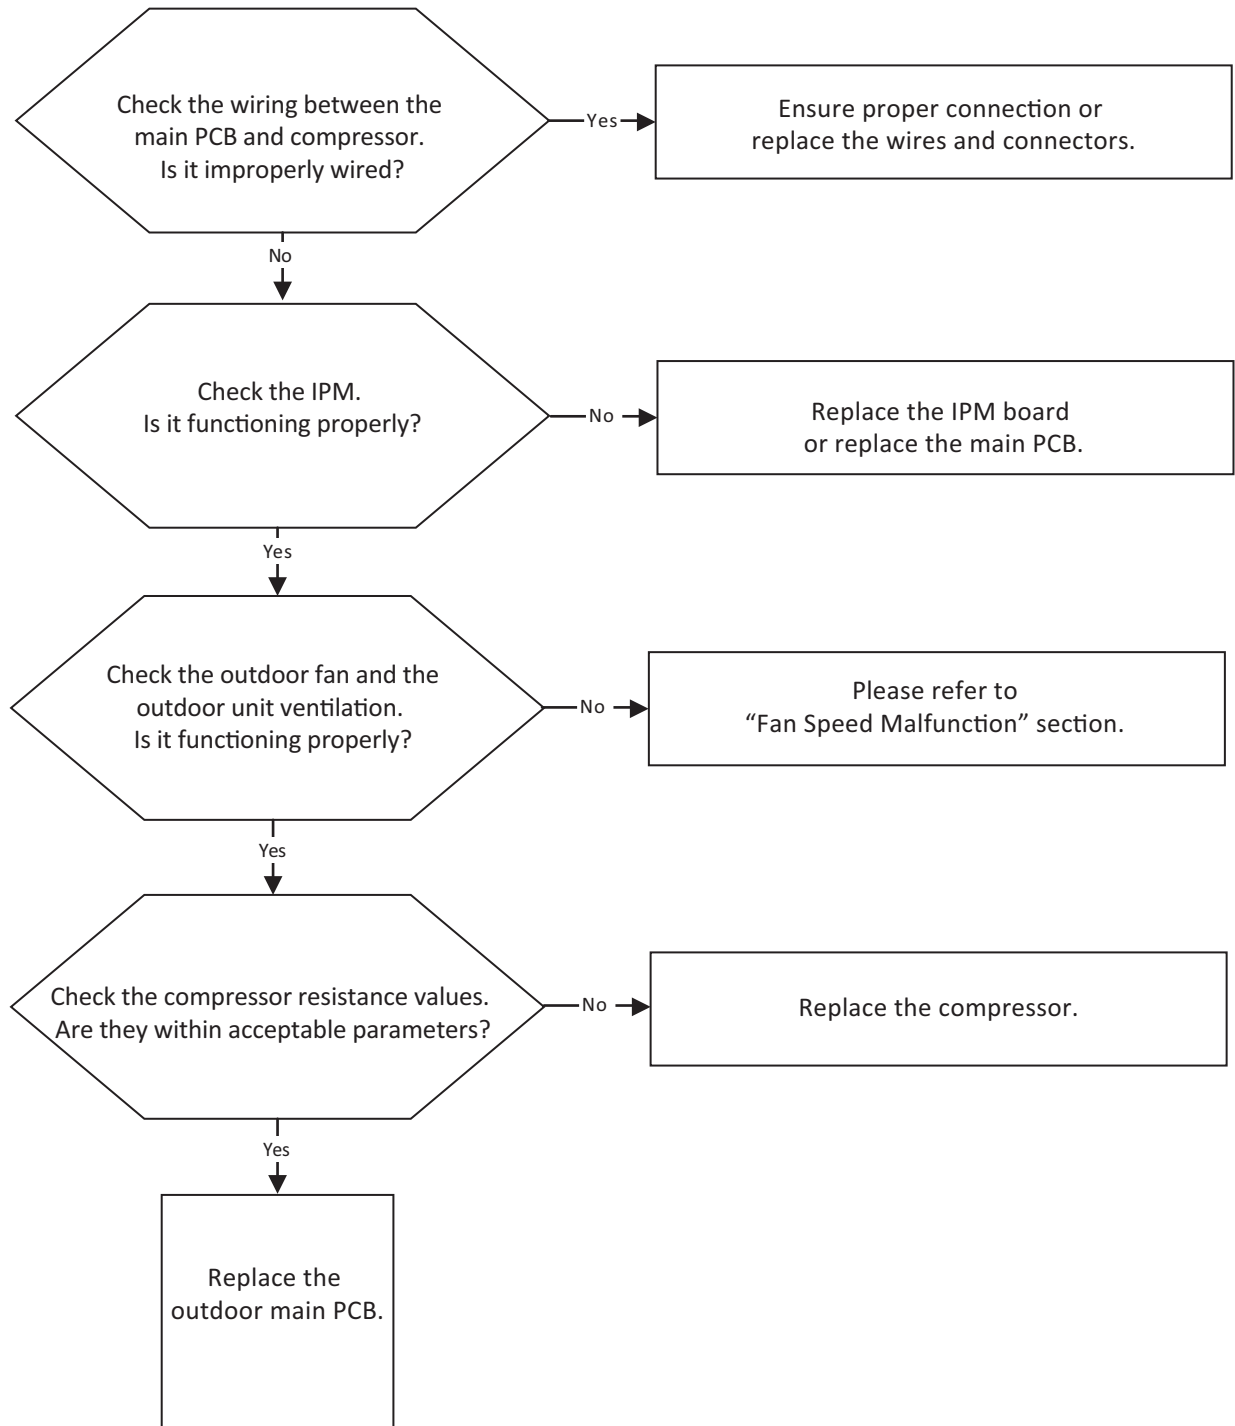 Check the wiring between the
main PCB and compressor.
Is it improperly wired?
Yes
Ensure proper connection or
replace the wires and connectors.
No
Check the IPM.
Is it functioning properly?
No
Replace the IPM board
or replace the main PCB.
Yes
Check the outdoor fan and the
outdoor unit ventilation.
Is it functioning properly?
No
Please refer to
“Fan Speed Malfunction” section.
Yes
Check the compressor resistance values.
Are they within acceptable parameters?
No
Replace the compressor.
Yes
Replace the
outdoor main PCB.